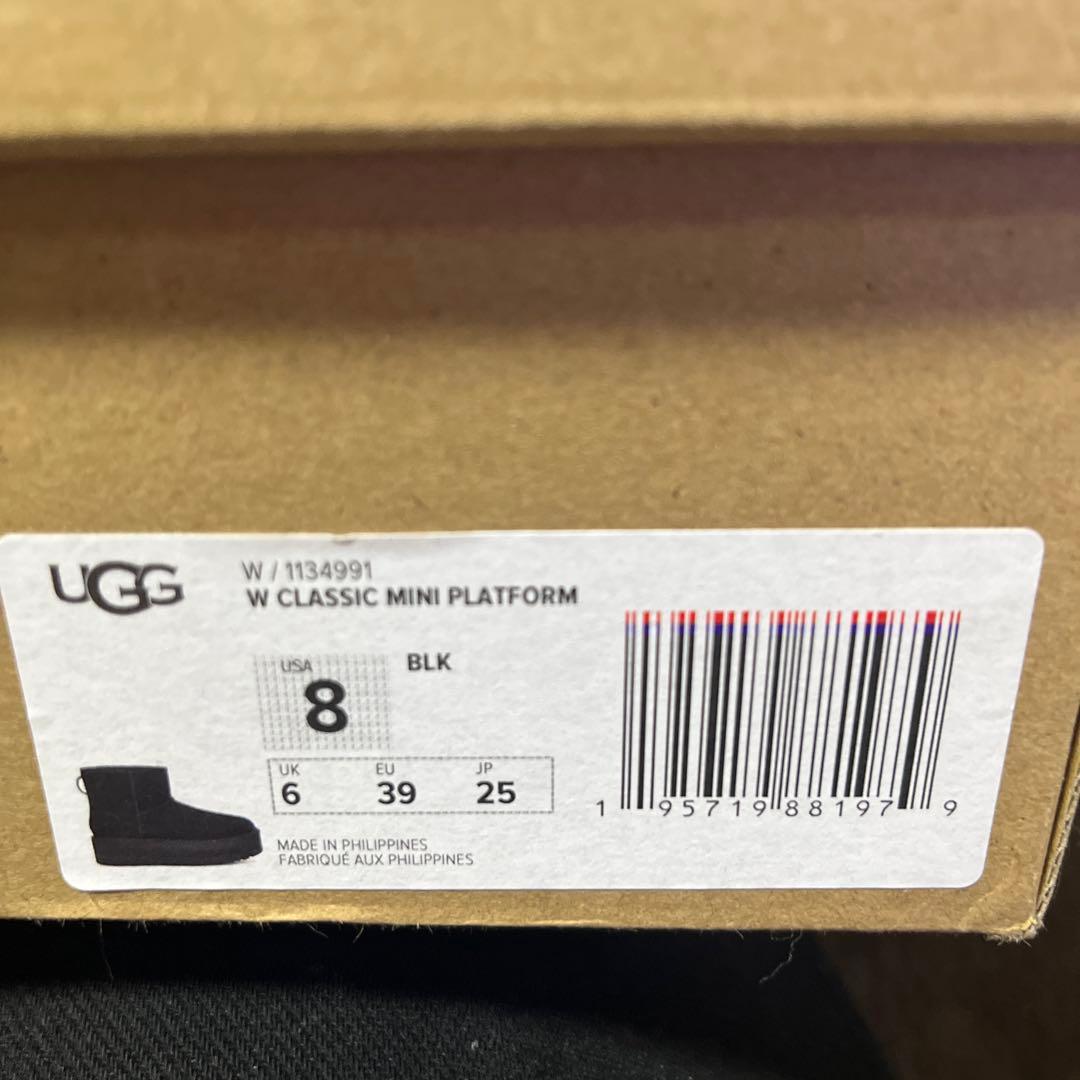 UGG
W / 1134991
W CLASSIC MINI PLATFORM
USA
BLK
8
UK EU JP
6 39 25
MADE IN PHILIPPINES
FABRIQUÉ AUX PHILIPPINES
1 95719 88197 9